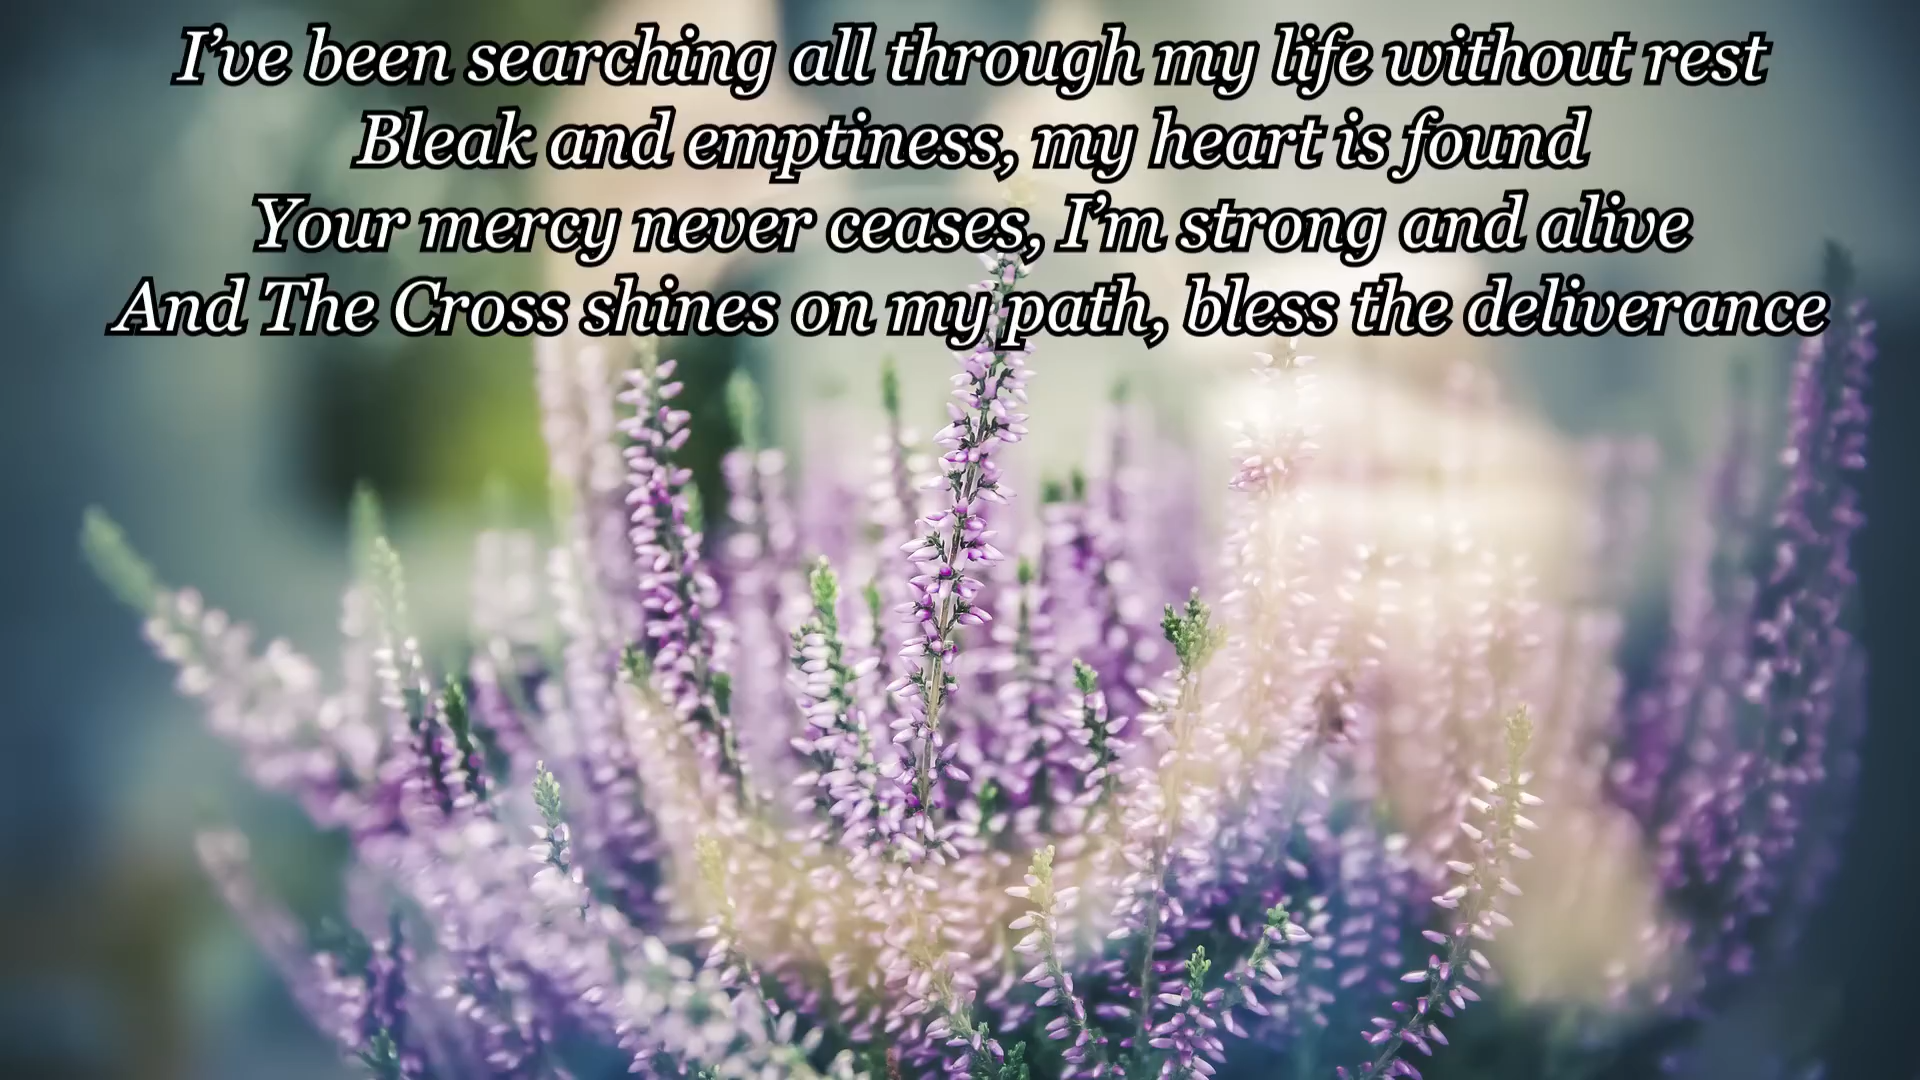 I’ve been searching all through my life without rest
Bleak and emptiness, my heart is found
Your mercy never ceases, I’m strong and alive
And The Cross shines on my path, bless the deliverance